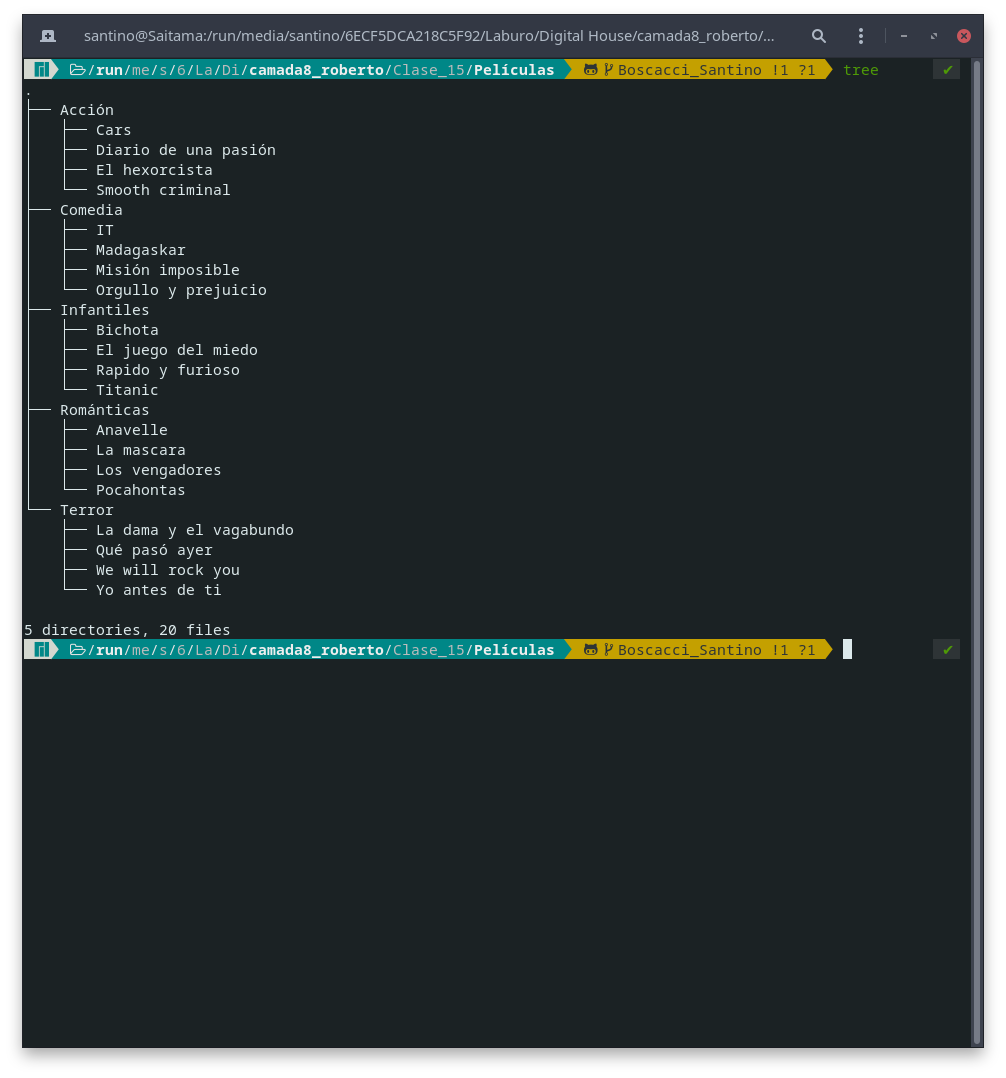 santino@Saitama:/run/media/santino/6ECF5DCA218C5F92/Laburo/Digital House/camada8_roberto/...
/run/me/s/6/La/Di/camada8_roberto/Clase_15/Películas Boscacci_Santino !1 ?1 tree ✔
.
├── Acción
│   ├── Cars
│   ├── Diario de una pasión
│   ├── El hexorcista
│   └── Smooth criminal
├── Comedia
│   ├── IT
│   ├── Madagaskar
│   ├── Misión imposible
│   └── Orgullo y prejuicio
├── Infantiles
│   ├── Bichota
│   ├── El juego del miedo
│   ├── Rapido y furioso
│   └── Titanic
├── Románticas
│   ├── Anavelle
│   ├── La mascara
│   ├── Los vengadores
│   └── Pocahontas
└── Terror
    ├── La dama y el vagabundo
    ├── Qué pasó ayer
    ├── We will rock you
    └── Yo antes de ti
5 directories, 20 files
/run/me/s/6/La/Di/camada8_roberto/Clase_15/Películas Boscacci_Santino !1 ?1 ✔